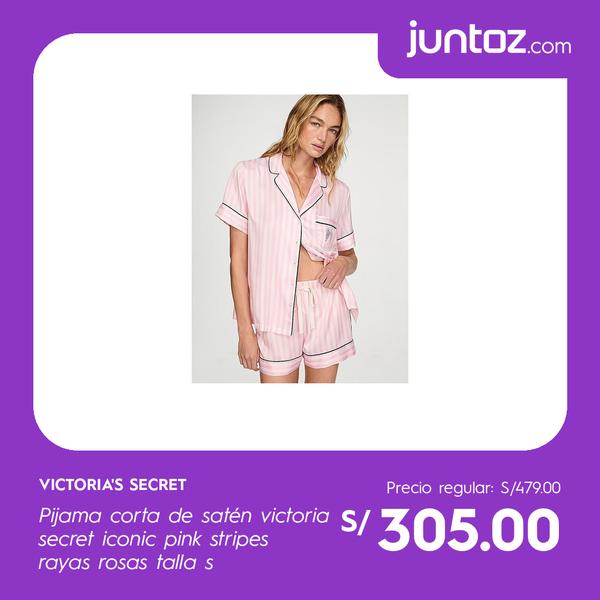 juntoz.com
VICTORIA'S SECRET
Pijama corta de satén victoria
secret iconic pink stripes
rayas rosas talla s
Precio regular: S/479.00
S/ 305.00